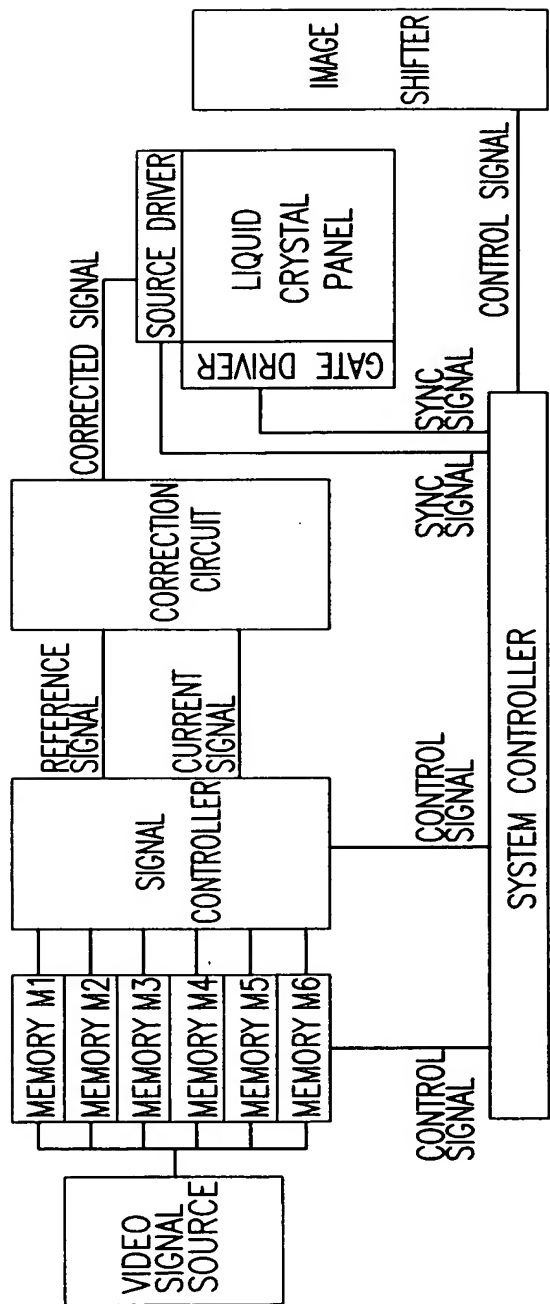 VIDEO
SIGNAL
SOURCE
MEMORY M1
MEMORY M2
MEMORY M3
MEMORY M4
MEMORY M5
MEMORY M6
CONTROL
SIGNAL
SIGNAL
CONTROLLER
CONTROL
SIGNAL
REFERENCE
SIGNAL
CURRENT
SIGNAL
CORRECTION
CIRCUIT
CORRECTED SIGNAL
SOURCE DRIVER
GATE DRIVER
LIQUID
CRYSTAL
PANEL
SYNC
SIGNAL
SYNC
SIGNAL
CONTROL SIGNAL
IMAGE
SHIFTER
SYSTEM CONTROLLER